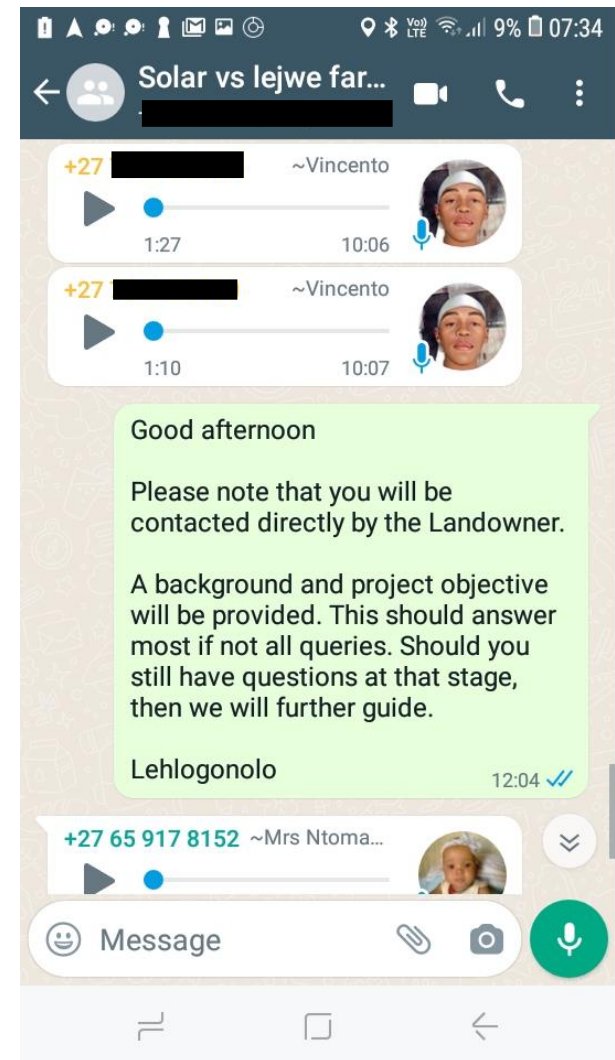 VoLTE 9% 07:34
Solar vs lejwe far...
+27 ~Vincento
1:27 10:06
+27 ~Vincento
1:10 10:07
Good afternoon
Please note that you will be
contacted directly by the Landowner.
A background and project objective
will be provided. This should answer
most if not all queries. Should you
still have questions at that stage,
then we will further guide.
Lehlogonolo
12:04
+27 65 917 8152 ~Mrs Ntoma...
Message